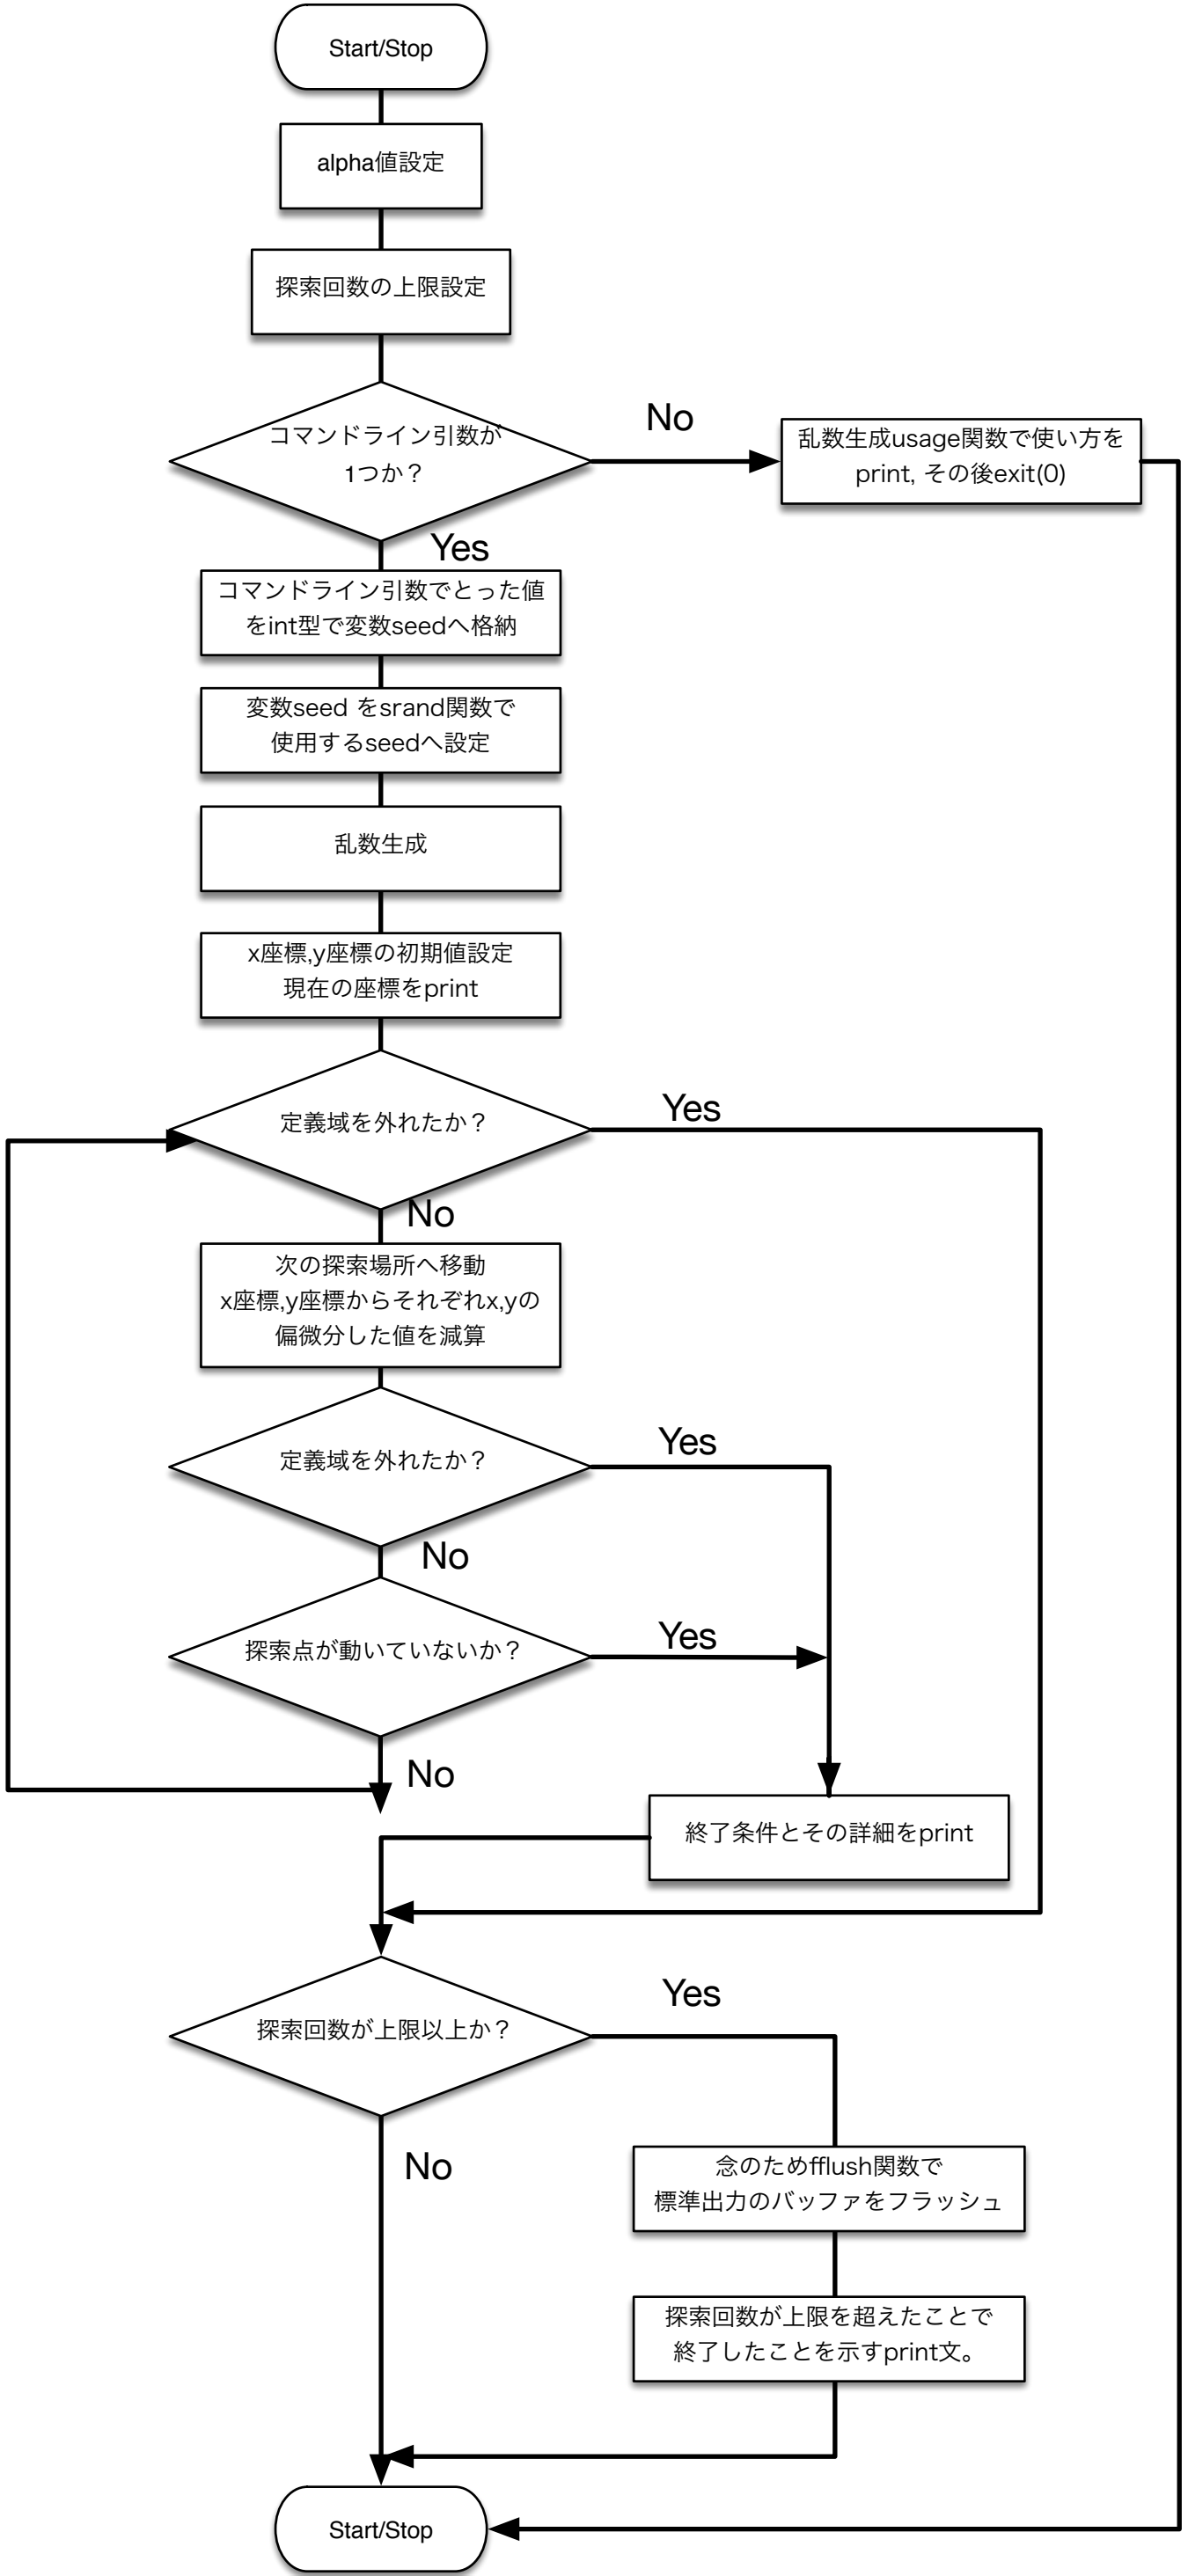 Start/Stop
alpha値設定
探索回数の上限設定
コマンドライン引数が
1つか？
No
乱数生成usage関数で使い方を
print, その後exit(0)
Yes
コマンドライン引数でとった値
をint型で変数seedへ格納
変数seed をsrand関数で
使用するseedへ設定
乱数生成
x座標,y座標の初期値設定
現在の座標をprint
定義域を外れたか？
Yes
No
次の探索場所へ移動
x座標,y座標からそれぞれx,yの
偏微分した値を減算
定義域を外れたか？
Yes
No
探索点が動いていないか？
Yes
No
終了条件とその詳細をprint
探索回数が上限以上か？
Yes
No
念のためfflush関数で
標準出力のバッファをフラッシュ
探索回数が上限を超えたことで
終了したことを示すprint文。
Start/Stop